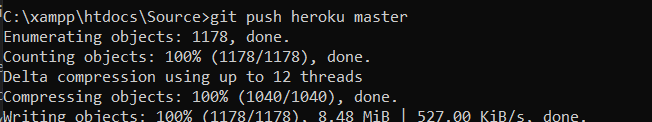 C:\xampp\htdocs\Source>git push heroku master
Enumerating objects: 1178, done.
Counting objects: 100% (1178/1178), done.
Delta compression using up to 12 threads
Compressing objects: 100% (1040/1040), done.
Writing objects: 100% (1178/1178), 8.48 MiB | 527.00 KiB/s, done.